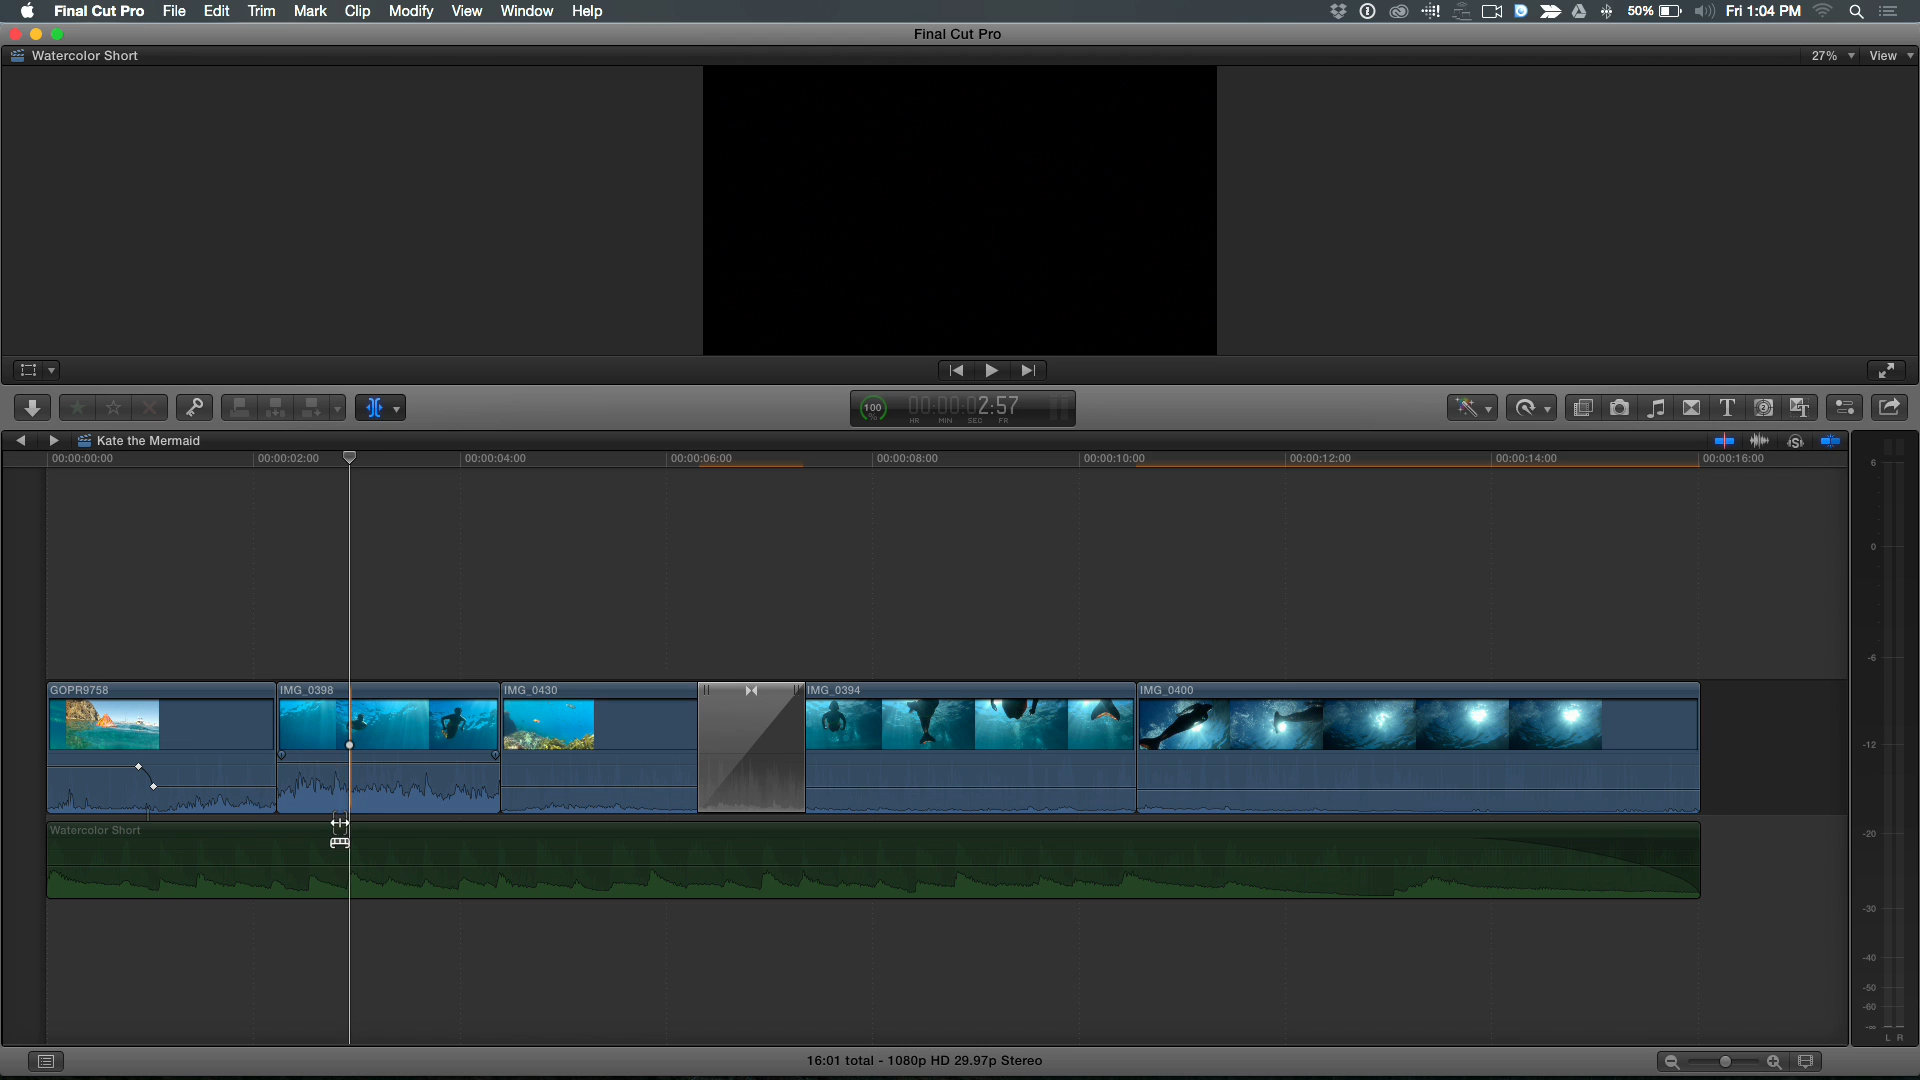 Final Cut Pro File Edit Trim Mark Clip Modify View Window Help 50% Fri 1:04 PM
Final Cut Pro
Watercolor Short 27% View
100 % 00:00:02:57
HR MIN SEC FR
Kate the Mermaid
00:00:00:00 00:00:02:00 00:00:04:00 00:00:06:00 00:00:08:00 00:00:10:00 00:00:12:00 00:00:14:00 00:00:16:00
6
0
-6
GOPR9758 IMG_0398 IMG_0430 IMG_0394 IMG_0400
-12
Watercolor Short
-20
-30
-40
-50
-60
-∞
L R
16:01 total - 1080p HD 29.97p Stereo